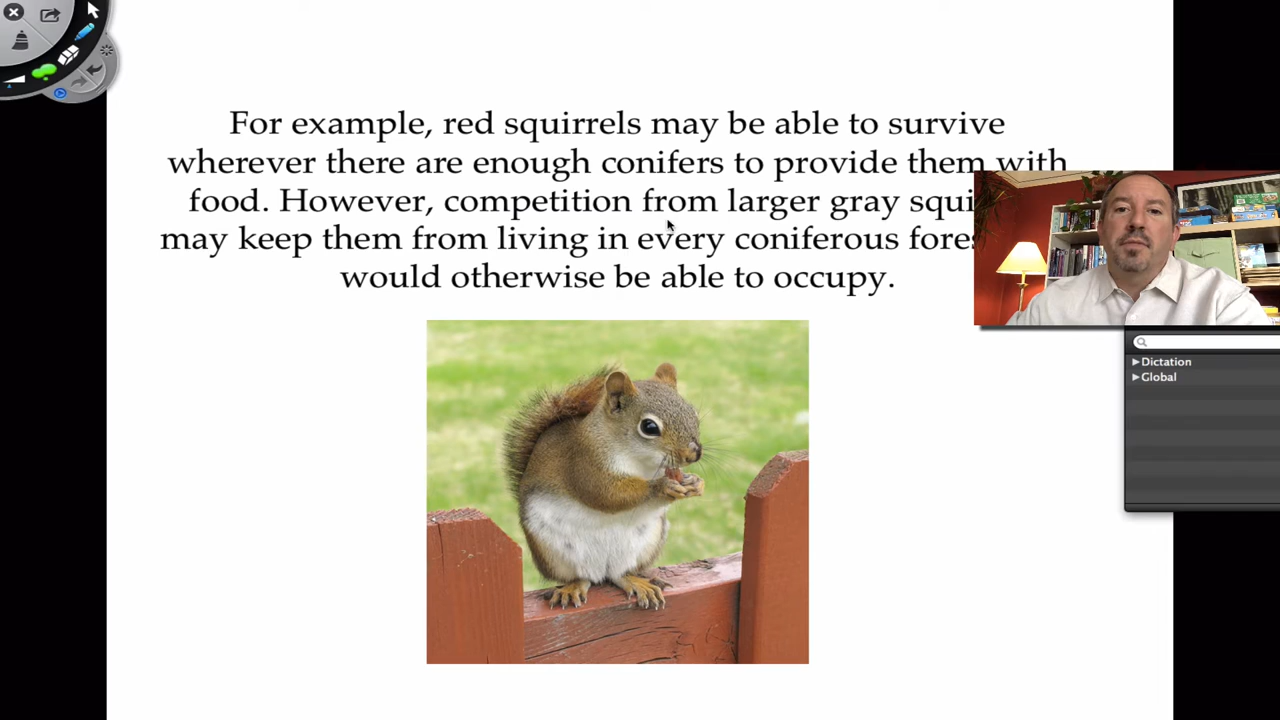 For example, red squirrels may be able to survive
wherever there are enough conifers to provide them with
food. However, competition from larger gray
may keep them from living in every coniferous
would otherwise be able to occupy.
Dictation
Global